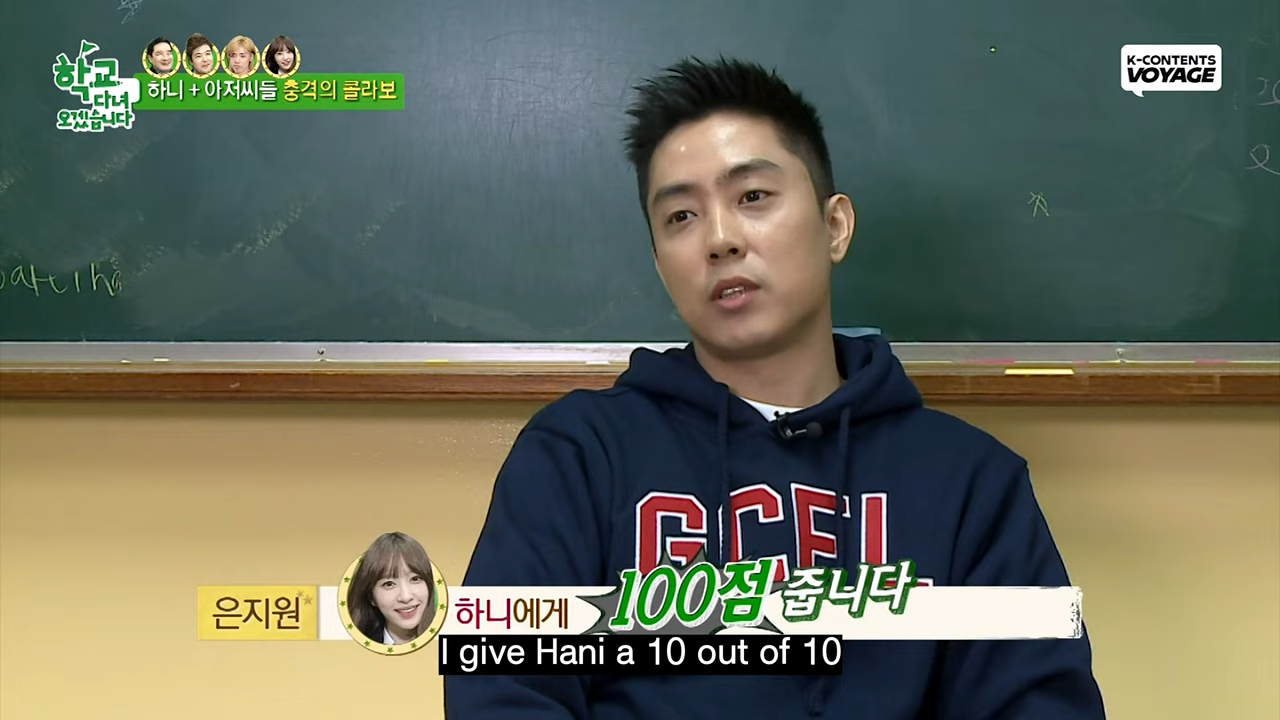 학교
다녀
오겠습니다
하니 + 아저씨들 충격의 콜라보
K-CONTENTS
VOYAGE
GCEL
은지원
하니에게 100점 줍니다
I give Hani a 10 out of 10